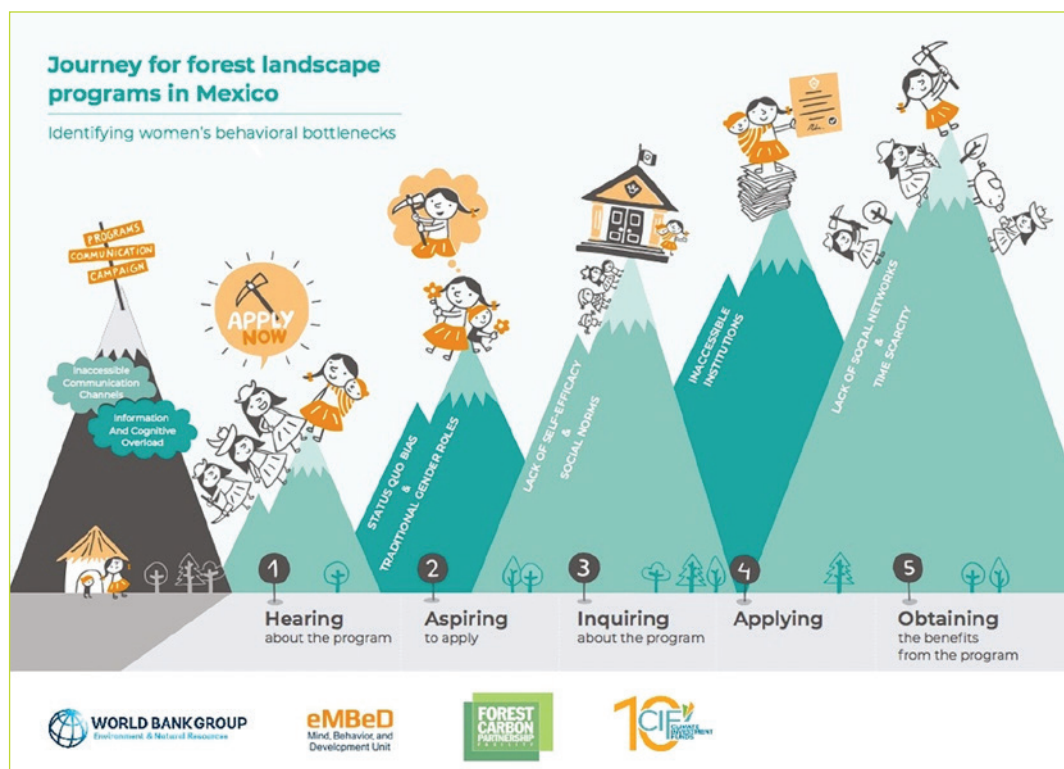 Journey for forest landscape
programs in Mexico
Identifying women's behavioral bottlenecks
PROGRAMS
COMMUNICATION
CAMPAIGN
Inaccessible
Communication
Channels
Information
And Cognitive
Overload
APPLY
NOW
STATUS QUO BIAS
&
TRADITIONAL GENDER ROLES
LACK OF SELF-EFFICACY
&
SOCIAL NORMS
INACCESSIBLE
INSTITUTIONS
LACK OF SOCIAL NETWORKS
&
TIME SCARCITY
1
Hearing
about the program
2
Aspiring
to apply
3
Inquiring
about the program
4
Applying
5
Obtaining
the benefits
from the program
WORLD BANK GROUP
Environment & Natural Resources
eMBeD
Mind, Behavior, and
Development Unit
FOREST
CARBON
PARTNERSHIP
FACILITY
10
CIF
CLIMATE
INVESTMENT
FUNDS